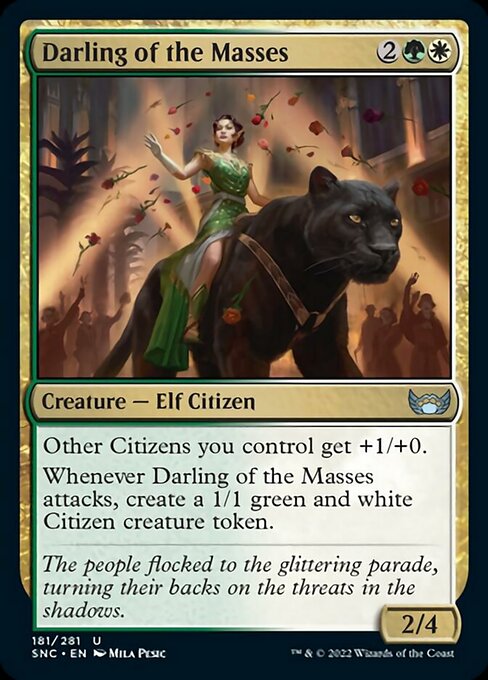 Darling of the Masses 2
Creature — Elf Citizen
Other Citizens you control get +1/+0.
Whenever Darling of the Masses
attacks, create a 1/1 green and white
Citizen creature token.
The people flocked to the glittering parade,
turning their backs on the threats in the
shadows.
2/4
181/281 U
SNC • EN Mila Pesic
™ & © 2022 Wizards of the Coast